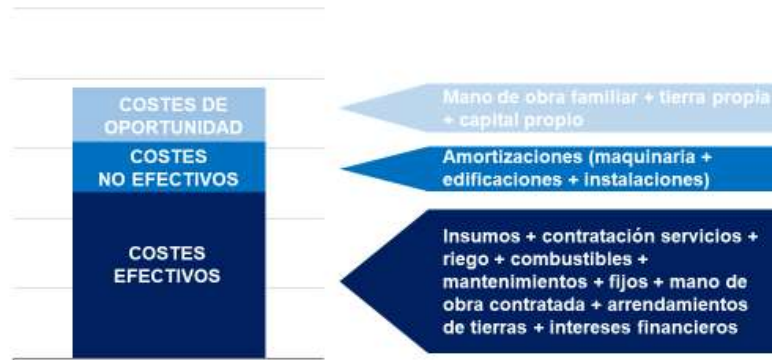 COSTES DE
OPORTUNIDAD
Mano de obra familiar + tierra propia
+ capital propio
COSTES
NO EFECTIVOS
Amortizaciones (maquinaria +
edificaciones + instalaciones)
COSTES
EFECTIVOS
Insumos + contratación servicios +
riego + combustibles +
mantenimientos + fijos + mano de
obra contratada + arrendamientos
de tierras + intereses financieros